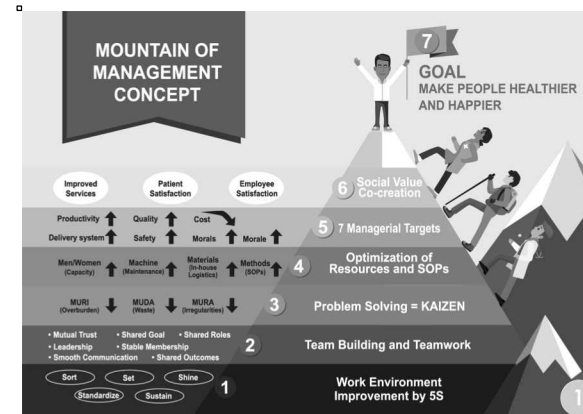 MOUNTAIN OF
MANAGEMENT
CONCEPT
7
GOAL
MAKE PEOPLE HEALTHIER
AND HAPPIER
Improved
Services
Patient
Satisfaction
Employee
Satisfaction
6
Social Value
Co-creation
Productivity
Quality
Cost
Delivery system
Safety
Morals
Morale
5
7 Managerial Targets
Men/Women
(Capacity)
Machine
(Maintenance)
Materials
(In-house
Logistics)
Methods
(SOPs)
4
Optimization of
Resources and SOPs
MURI
(Overburden)
MUDA
(Waste)
MURA
(Irregularities)
3
Problem Solving = KAIZEN
• Mutual Trust • Shared Goal • Shared Roles
• Leadership • Stable Membership
• Smooth Communication • Shared Outcomes
2
Team Building and Teamwork
Sort Set Shine
Standardize Sustain
1
Work Environment
Improvement by 5S
1